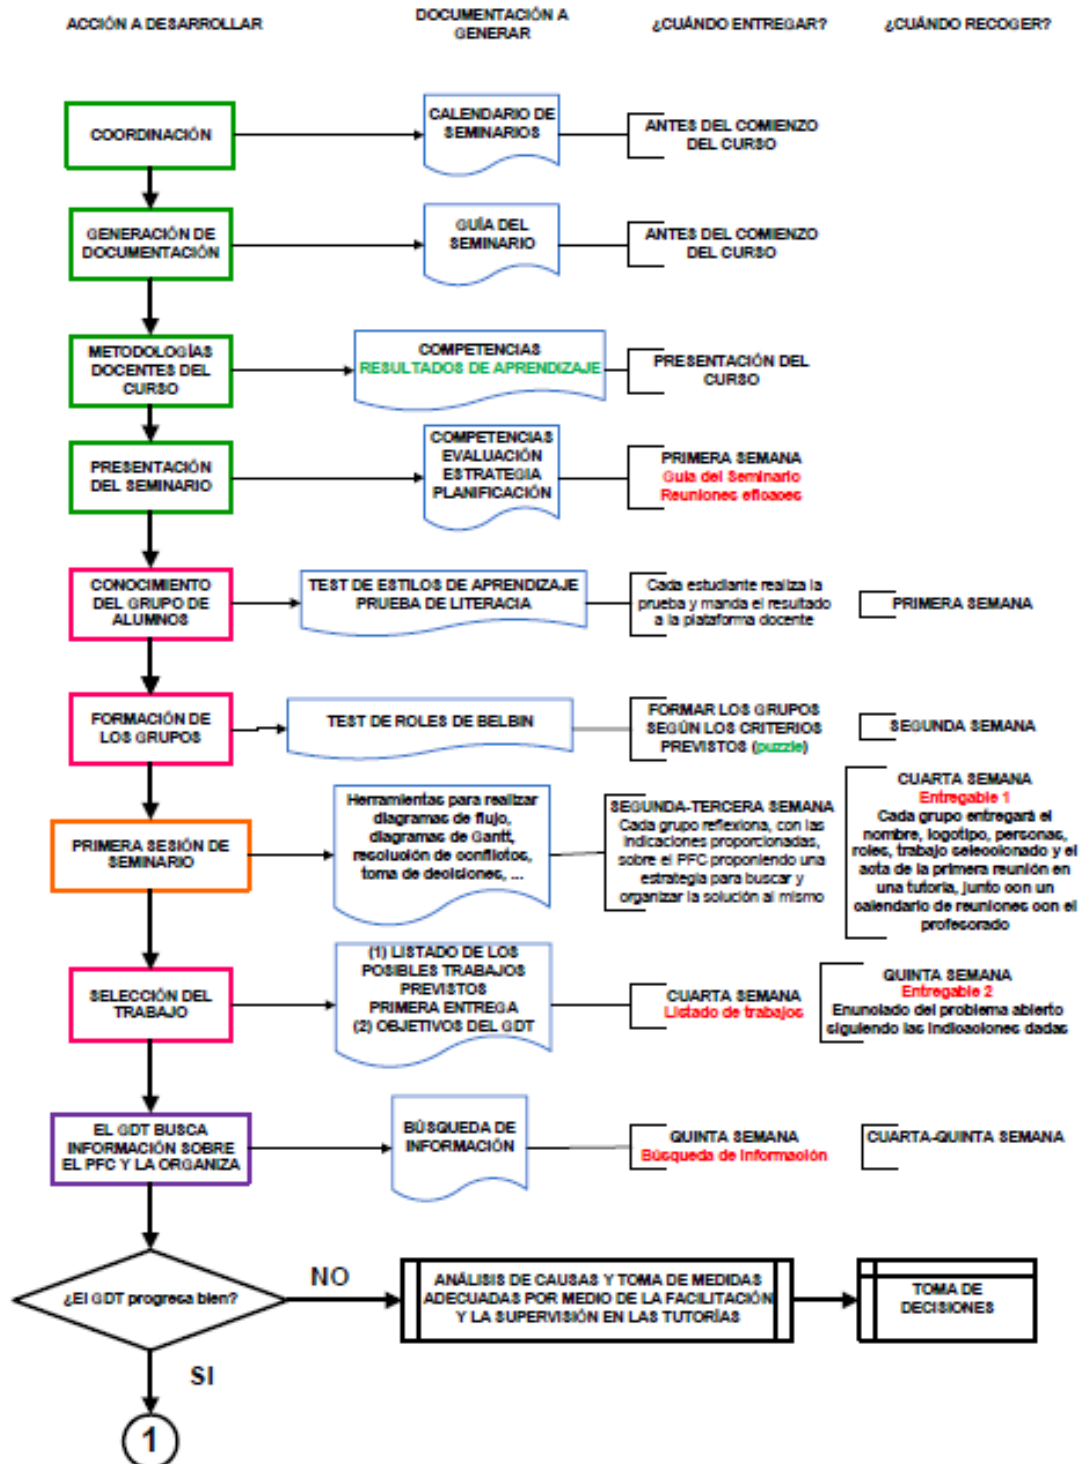 ACCIÓN A DESARROLLAR
DOCUMENTACIÓN A
GENERAR
¿CUÁNDO ENTREGAR?
¿CUÁNDO RECOGER?
COORDINACIÓN
CALENDARIO DE
SEMINARIOS
ANTES DEL COMIENZO
DEL CURSO
GENERACIÓN DE
DOCUMENTACIÓN
GUÍA DEL
SEMINARIO
ANTES DEL COMIENZO
DEL CURSO
METODOLOGÍAS
DOCENTES DEL
CURSO
COMPETENCIAS
RESULTADOS DE APRENDIZAJE
PRESENTACIÓN DEL
CURSO
PRESENTACIÓN
DEL SEMINARIO
COMPETENCIAS
EVALUACIÓN
ESTRATEGIA
PLANIFICACIÓN
PRIMERA SEMANA
Guía del Seminario
Reuniones eficaces
CONOCIMIENTO
DEL GRUPO DE
ALUMNOS
TEST DE ESTILOS DE APRENDIZAJE
PRUEBA DE LITERACIA
Cada estudiante realiza la
prueba y manda el resultado
a la plataforma docente
PRIMERA SEMANA
FORMACIÓN DE
LOS GRUPOS
TEST DE ROLES DE BELBIN
FORMAR LOS GRUPOS
SEGÚN LOS CRITERIOS
PREVISTOS (puzzle)
SEGUNDA SEMANA
PRIMERA SESIÓN DE
SEMINARIO
Herramientas para realizar
diagramas de flujo,
diagramas de Gantt,
resolución de conflictos,
toma de decisiones, ...
SEGUNDA-TERCERA SEMANA
Cada grupo reflexiona, con las
indicaciones proporcionadas,
sobre el PFC proponiendo una
estrategia para buscar y
organizar la solución al mismo
CUARTA SEMANA
Entregable 1
Cada grupo entregará el
nombre, logotipo, personas,
roles, trabajo seleccionado y el
acta de la primera reunión en
una tutoría, junto con un
calendario de reuniones con el
profesorado
SELECCIÓN DEL
TRABAJO
(1) LISTADO DE LOS
POSIBLES TRABAJOS
PREVISTOS
PRIMERA ENTREGA
(2) OBJETIVOS DEL GDT
CUARTA SEMANA
Listado de trabajos
QUINTA SEMANA
Entregable 2
Enunciado del problema abierto
siguiendo las indicaciones dadas
EL GDT BUSCA
INFORMACIÓN SOBRE
EL PFC Y LA ORGANIZA
BÚSQUEDA DE
INFORMACIÓN
QUINTA SEMANA
Búsqueda de información
CUARTA-QUINTA SEMANA
¿El GDT progresa bien?
NO
ANÁLISIS DE CAUSAS Y TOMA DE MEDIDAS
ADECUADAS POR MEDIO DE LA FACILITACIÓN
Y LA SUPERVISIÓN EN LAS TUTORÍAS
TOMA DE
DECISIONES
SI
1